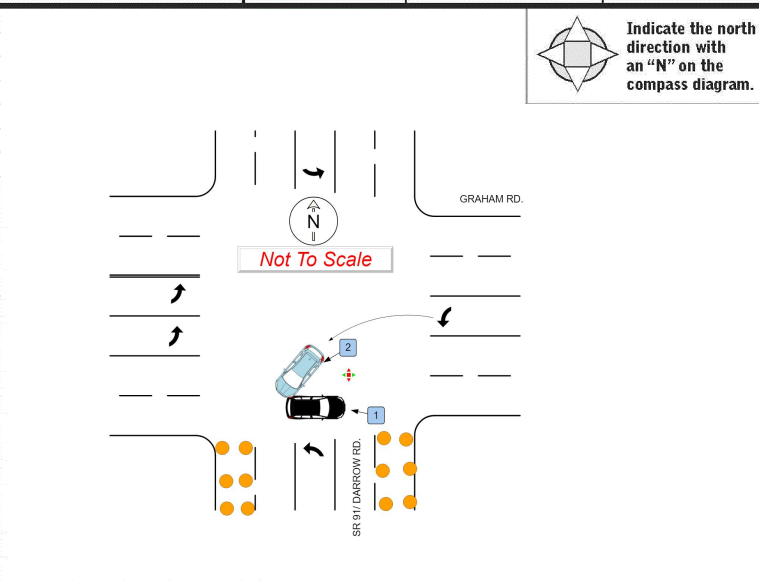 Indicate the north
direction with
an “N” on the
compass diagram.
GRAHAM RD.
N
Not To Scale
2
1
SR 91/ DARROW RD.